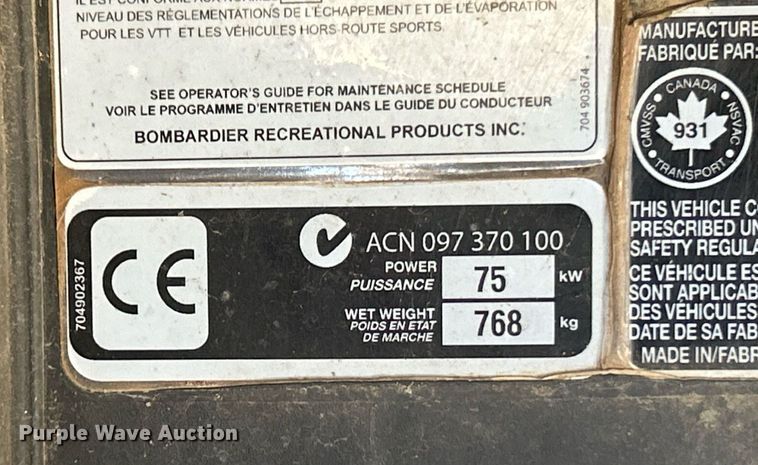 NIVEAU DES RÉGLEMENTATIONS DE L'ÉCHAPPEMENT ET DE L'ÉVAPORATION
POUR LES VTT ET LES VÉHICULES HORS-ROUTE SPORTS.
SEE OPERATOR'S GUIDE FOR MAINTENANCE SCHEDULE
VOIR LE PROGRAMME D'ENTRETIEN DANS LE GUIDE DU CONDUCTEUR
BOMBARDIER RECREATIONAL PRODUCTS INC.
704 903674
704902367
CE
ACN 097 370 100
POWER
PUISSANCE
75 kW
WET WEIGHT
POIDS EN ETAT
DE MARCHE
768 kg
MANUFACTURE
FABRIQUÉ PAR:
CANADA
CMVSS
NSVAC
931
TRANSPORT
THIS VEHICLE C
PRESCRIBED UN
SAFETY REGULA
CE VÉHICULE ES
SONT APPLICAB
DES VÉHICULES
DATE DE SA FAB
MADE IN/FABR
Purple Wave Auction